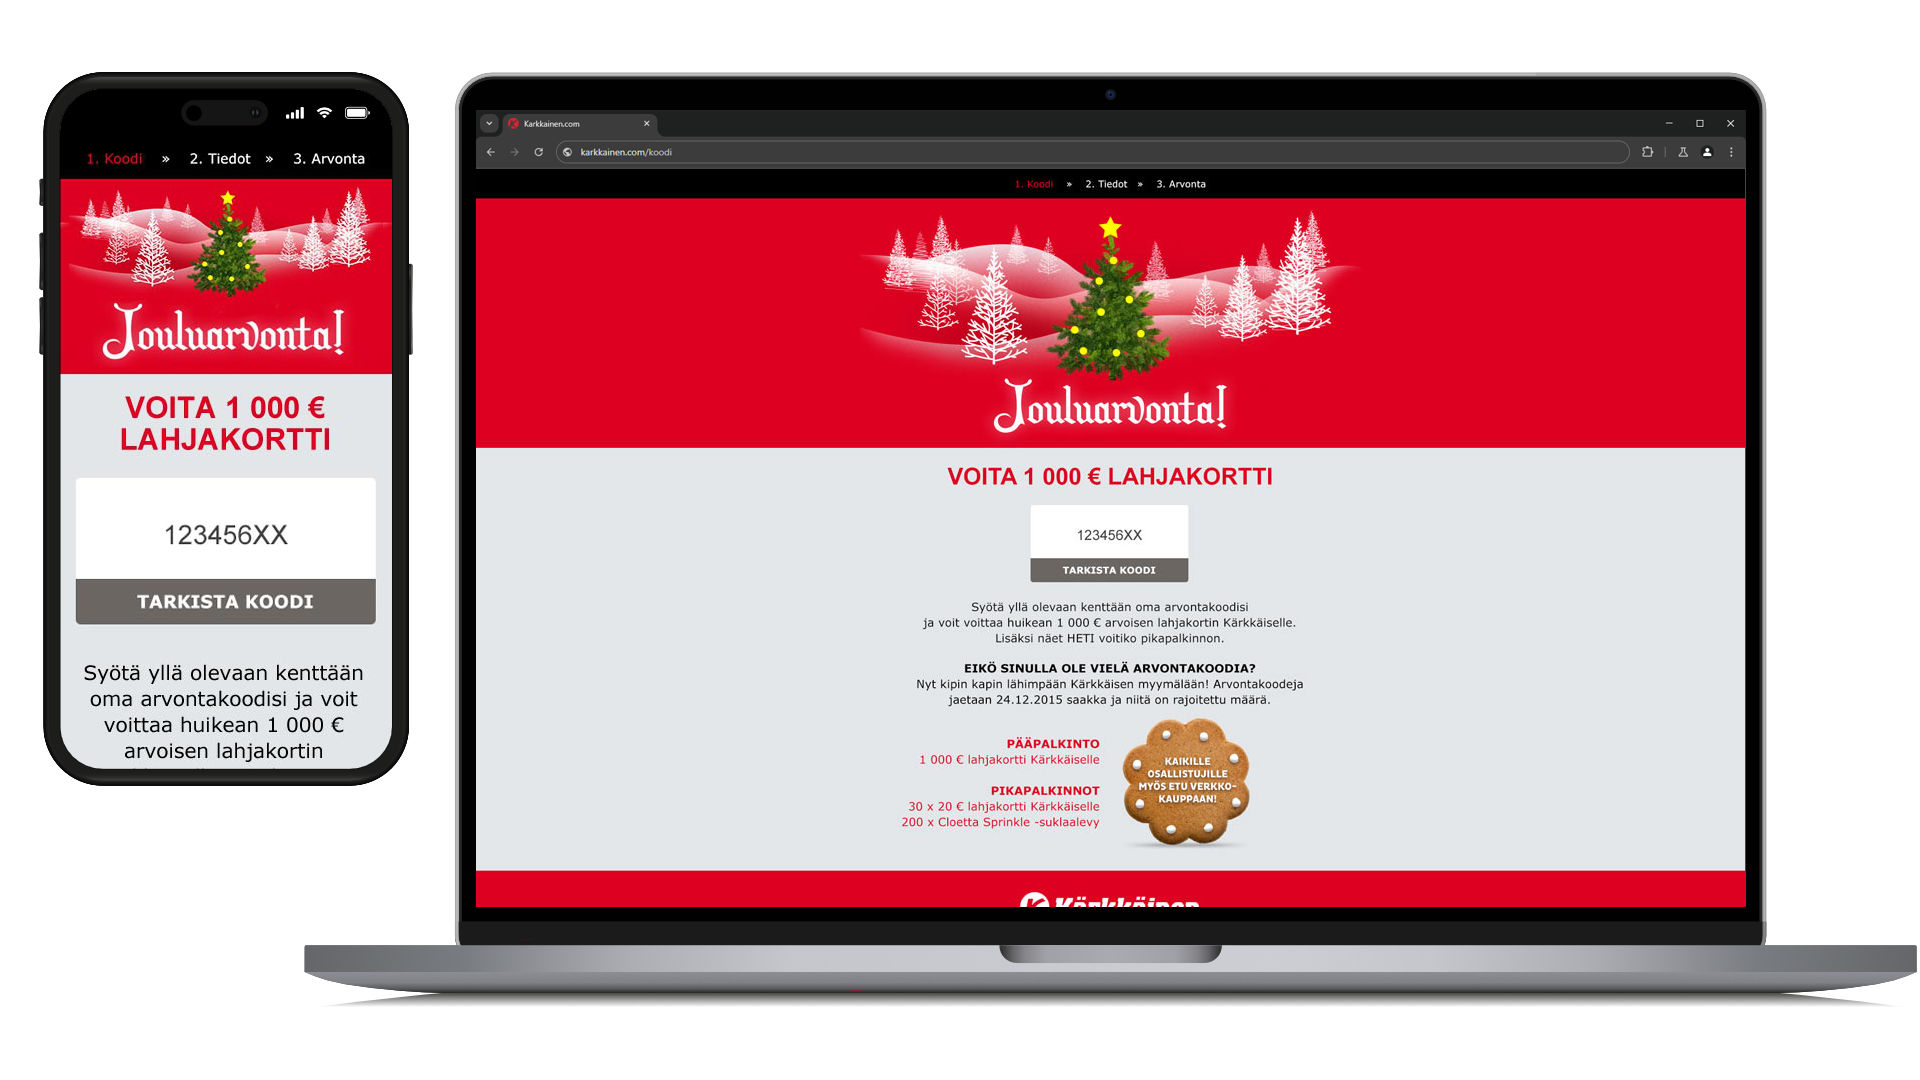 1. Koodi » 2. Tiedot » 3. Arvonta
Jouluarvonta!
VOITA 1 000 €
LAHJAKORTTI
123456XX
TARKISTA KOODI
Syötä yllä olevaan kenttään
oma arvontakoodisi ja voit
voittaa huikean 1 000 €
arvoisen lahjakortin
Karkkainen.com
karkkainen.com/koodi
1. Koodi » 2. Tiedot » 3. Arvonta
Jouluarvonta!
VOITA 1 000 € LAHJAKORTTI
123456XX
TARKISTA KOODI
Syötä yllä olevaan kenttään oma arvontakoodisi
ja voit voittaa huikean 1 000 € arvoisen lahjakortin Kärkkäiselle.
Lisäksi näet HETI voitiko pikapalkinnon.
EIKÖ SINULLA OLE VIELÄ ARVONTAKOODIA?
Nyt kipin kapin lähimpään Kärkkäisen myymälään! Arvontakoodeja
jaetaan 24.12.2015 saakka ja niitä on rajoitettu määrä.
PÄÄPALKINTO
1 000 € lahjakortti Kärkkäiselle
PIKAPALKINNOT
30 x 20 € lahjakortti Kärkkäiselle
200 x Cloetta Sprinkle -suklaalevy
KAIKILLE
OSALLISTUJILLE
MYÖS ETU VERKKO-
KAUPPAAN!
Kärkkäinen